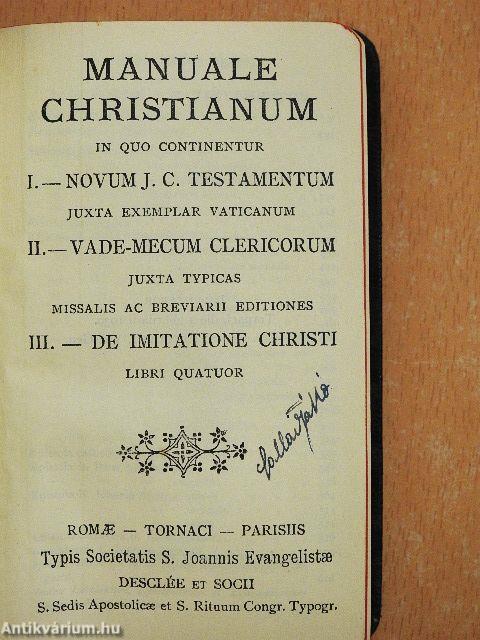 MANUALE
CHRISTIANUM
IN QUO CONTINENTUR
I. — NOVUM J. C. TESTAMENTUM
JUXTA EXEMPLAR VATICANUM
II. — VADE-MECUM CLERICORUM
JUXTA TYPICAS
MISSALIS AC BREVIARII EDITIONES
III. — DE IMITATIONE CHRISTI
LIBRI QUATUOR
ROMÆ — TORNACI — PARISIIS
Typis Societatis S. Joannis Evangelistæ
DESCLÉE ET SOCII
S. Sedis Apostolicæ et S. Rituum Congr. Typogr.
Antikvárium.hu